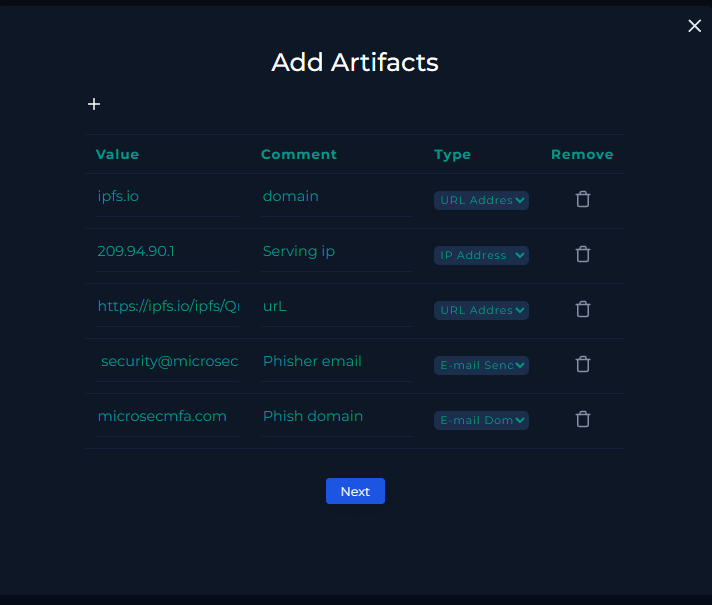 Add Artifacts
+
Value Comment Type Remove
ipfs.io domain URL Addres
209.94.90.1 Serving ip IP Address
https://ipfs.io/ipfs/Q urL URL Addres
security@microsec Phisher email E-mail Senc
microsecmfa.com Phish domain E-mail Dom
Next